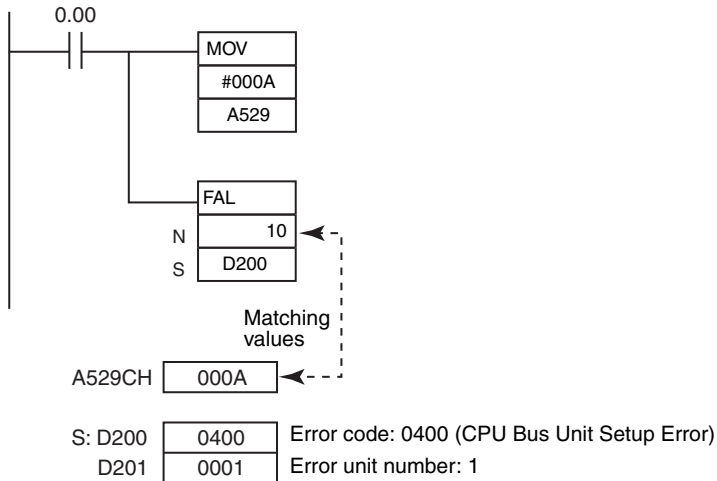 0.00
MOV
#000A
A529
FAL
N 10
S D200
Matching
values
A529CH 000A
S: D200 0400 Error code: 0400 (CPU Bus Unit Setup Error)
D201 0001 Error unit number: 1